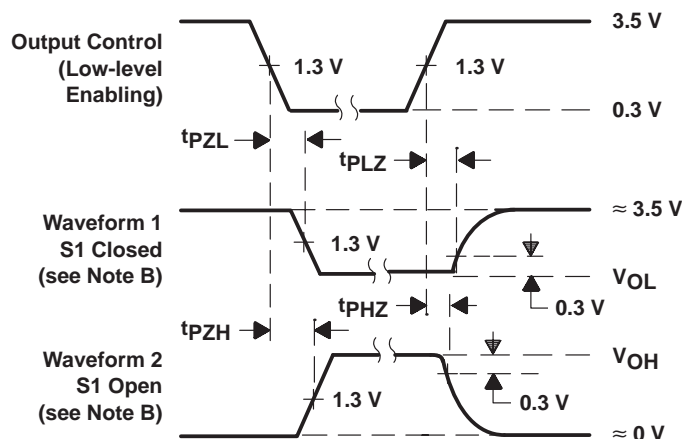 Output Control
(Low-level
Enabling)
1.3 V
1.3 V
3.5 V
0.3 V
tPZL
tPLZ
Waveform 1
S1 Closed
(see Note B)
1.3 V
≈ 3.5 V
VOL
0.3 V
tPZH
tPHZ
Waveform 2
S1 Open
(see Note B)
1.3 V
VOH
0.3 V
≈ 0 V